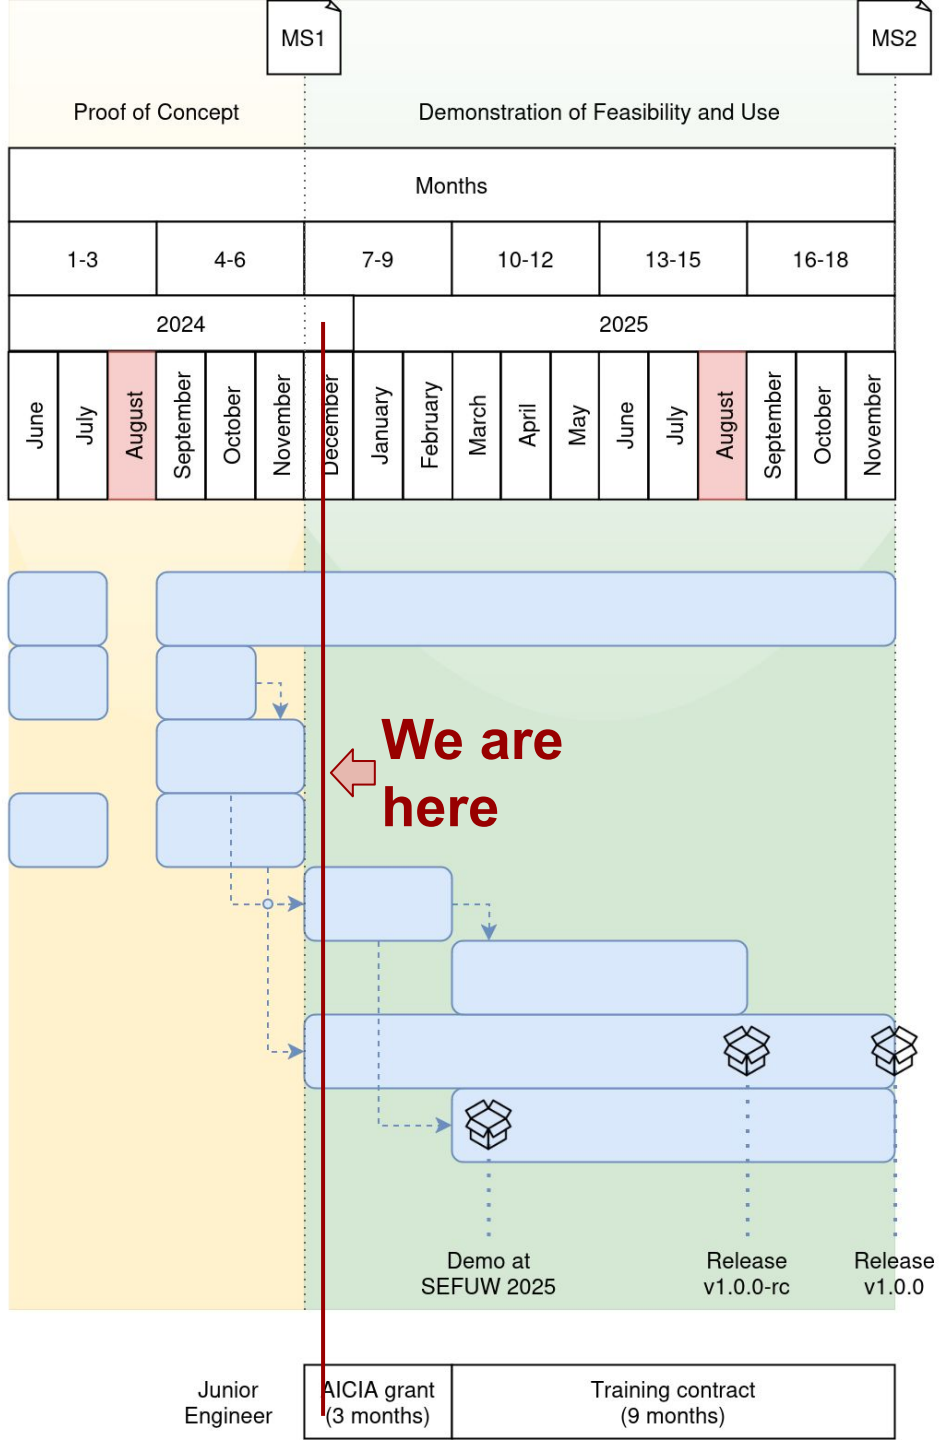 MS1
MS2
Proof of Concept
Demonstration of Feasibility and Use
Months
1-3
4-6
7-9
10-12
13-15
16-18
2024
2025
June
July
August
September
October
November
December
January
February
March
April
May
June
July
August
September
October
November
We are
here
Demo at
SEFUW 2025
Release
v1.0.0-rc
Release
v1.0.0
Junior
Engineer
AICIA grant
(3 months)
Training contract
(9 months)